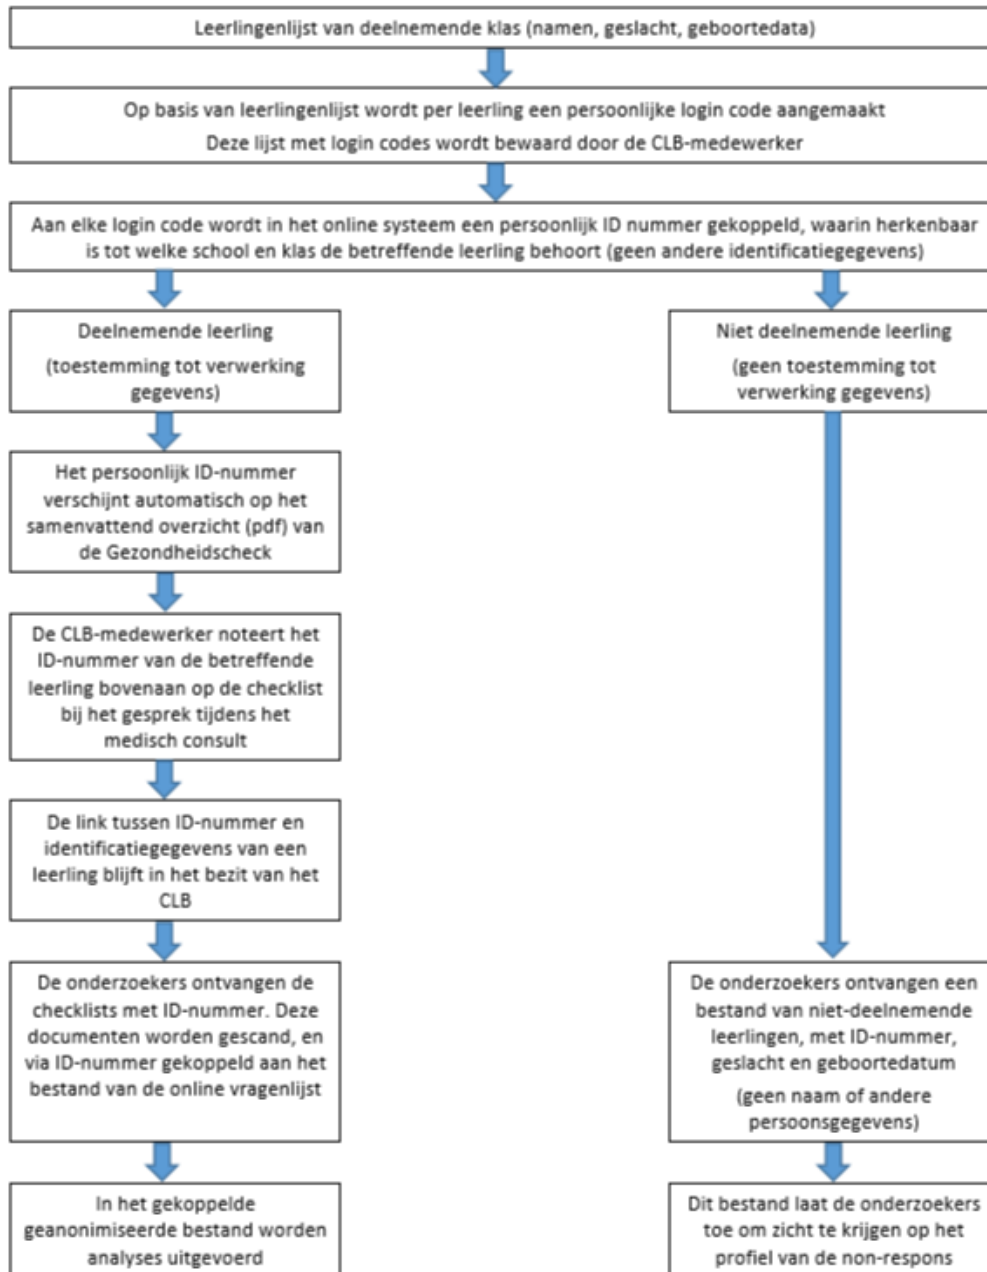 Leerlingenlijst van deelnemende klas (namen, geslacht, geboortedata)
Op basis van leerlingenlijst wordt per leerling een persoonlijke login code aangemaakt
Deze lijst met login codes wordt bewaard door de CLB-medewerker
Aan elke login code wordt in het online systeem een persoonlijk ID nummer gekoppeld, waarin herkenbaar
is tot welke school en klas de betreffende leerling behoort (geen andere identificatiegegevens)
Deelnemende leerling
(toestemming tot verwerking
gegevens)
Het persoonlijk ID-nummer
verschijnt automatisch op het
samenvattend overzicht (pdf) van
de Gezondheidscheck
De CLB-medewerker noteert het
ID-nummer van de betreffende
leerling bovenaan op de checklist
bij het gesprek tijdens het
medisch consult
De link tussen ID-nummer en
identificatiegegevens van een
leerling blijft in het bezit van het
CLB
De onderzoekers ontvangen de
checklists met ID-nummer. Deze
documenten worden gescand, en
via ID-nummer gekoppeld aan het
bestand van de online vragenlijst
In het gekoppelde
geanonimiseerde bestand worden
analyses uitgevoerd
Niet deelnemende leerling
(geen toestemming tot
verwerking gegevens)
De onderzoekers ontvangen een
bestand van niet-deelnemende
leerlingen, met ID-nummer,
geslacht en geboortedatum
(geen naam of andere
persoonsgegevens)
Dit bestand laat de onderzoekers
toe om zicht te krijgen op het
profiel van de non-respons